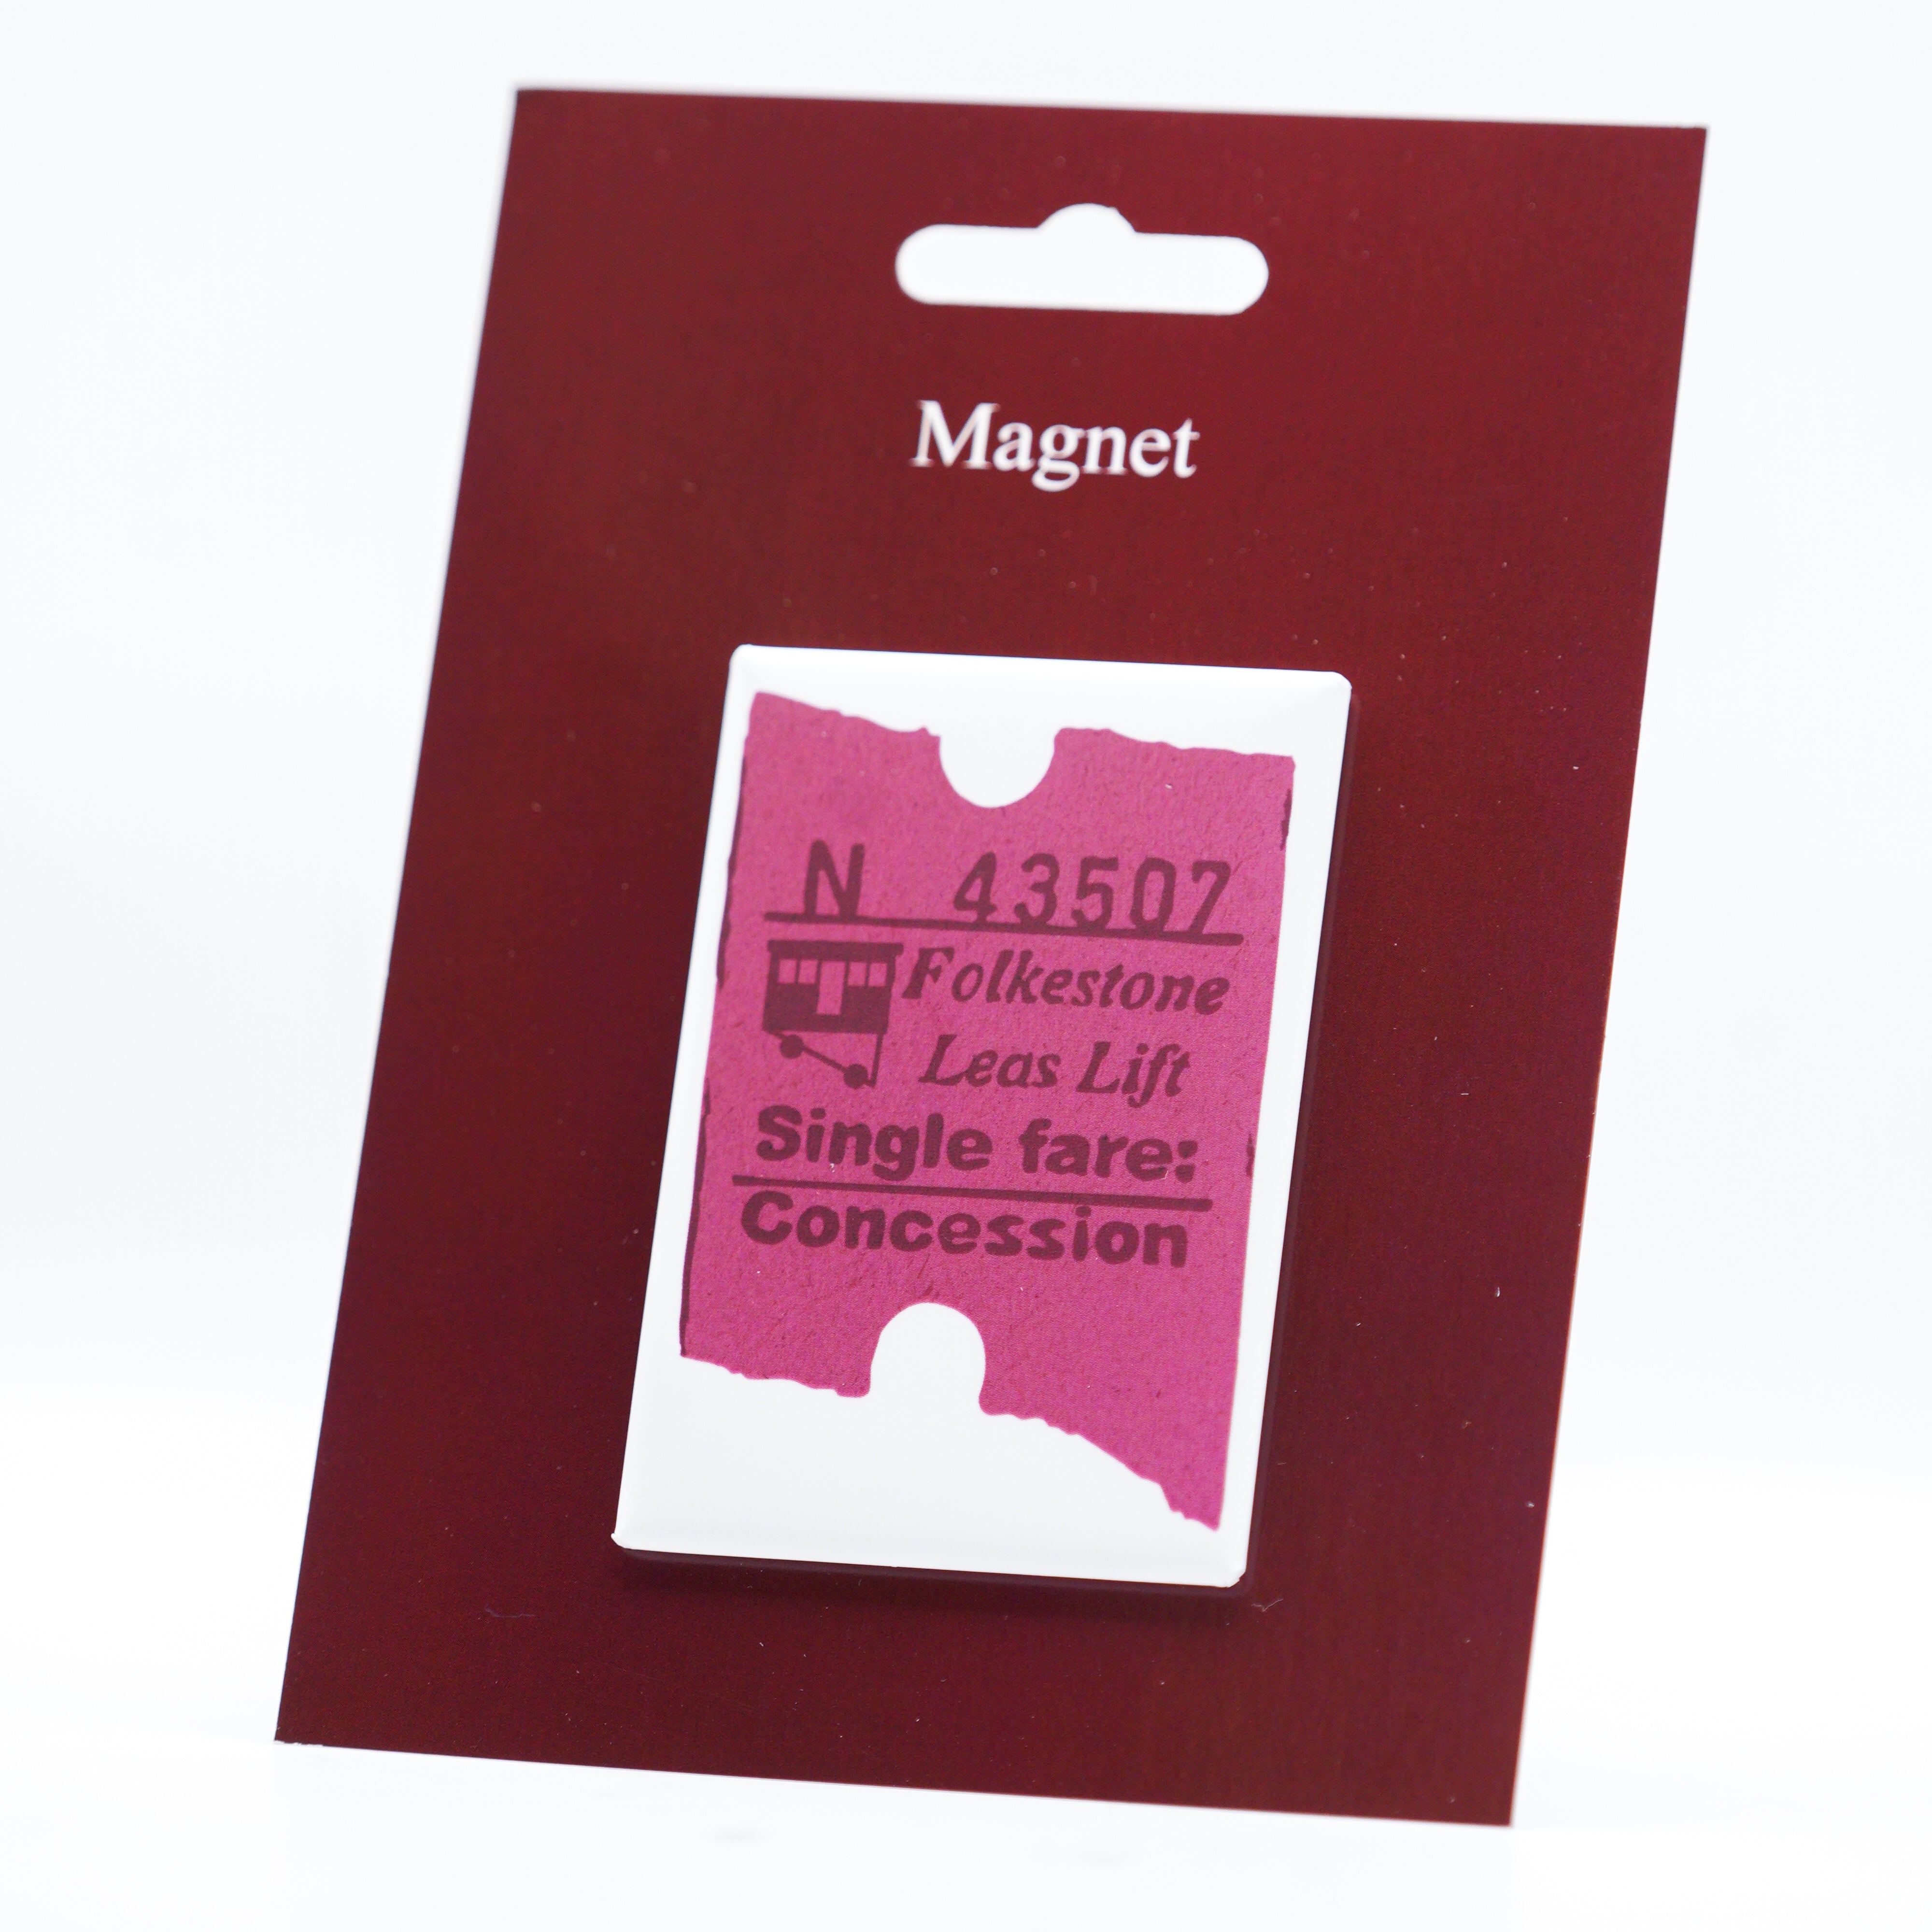 Magnet
N 43507
Folkestone
Leas Lift
Single fare:
Concession